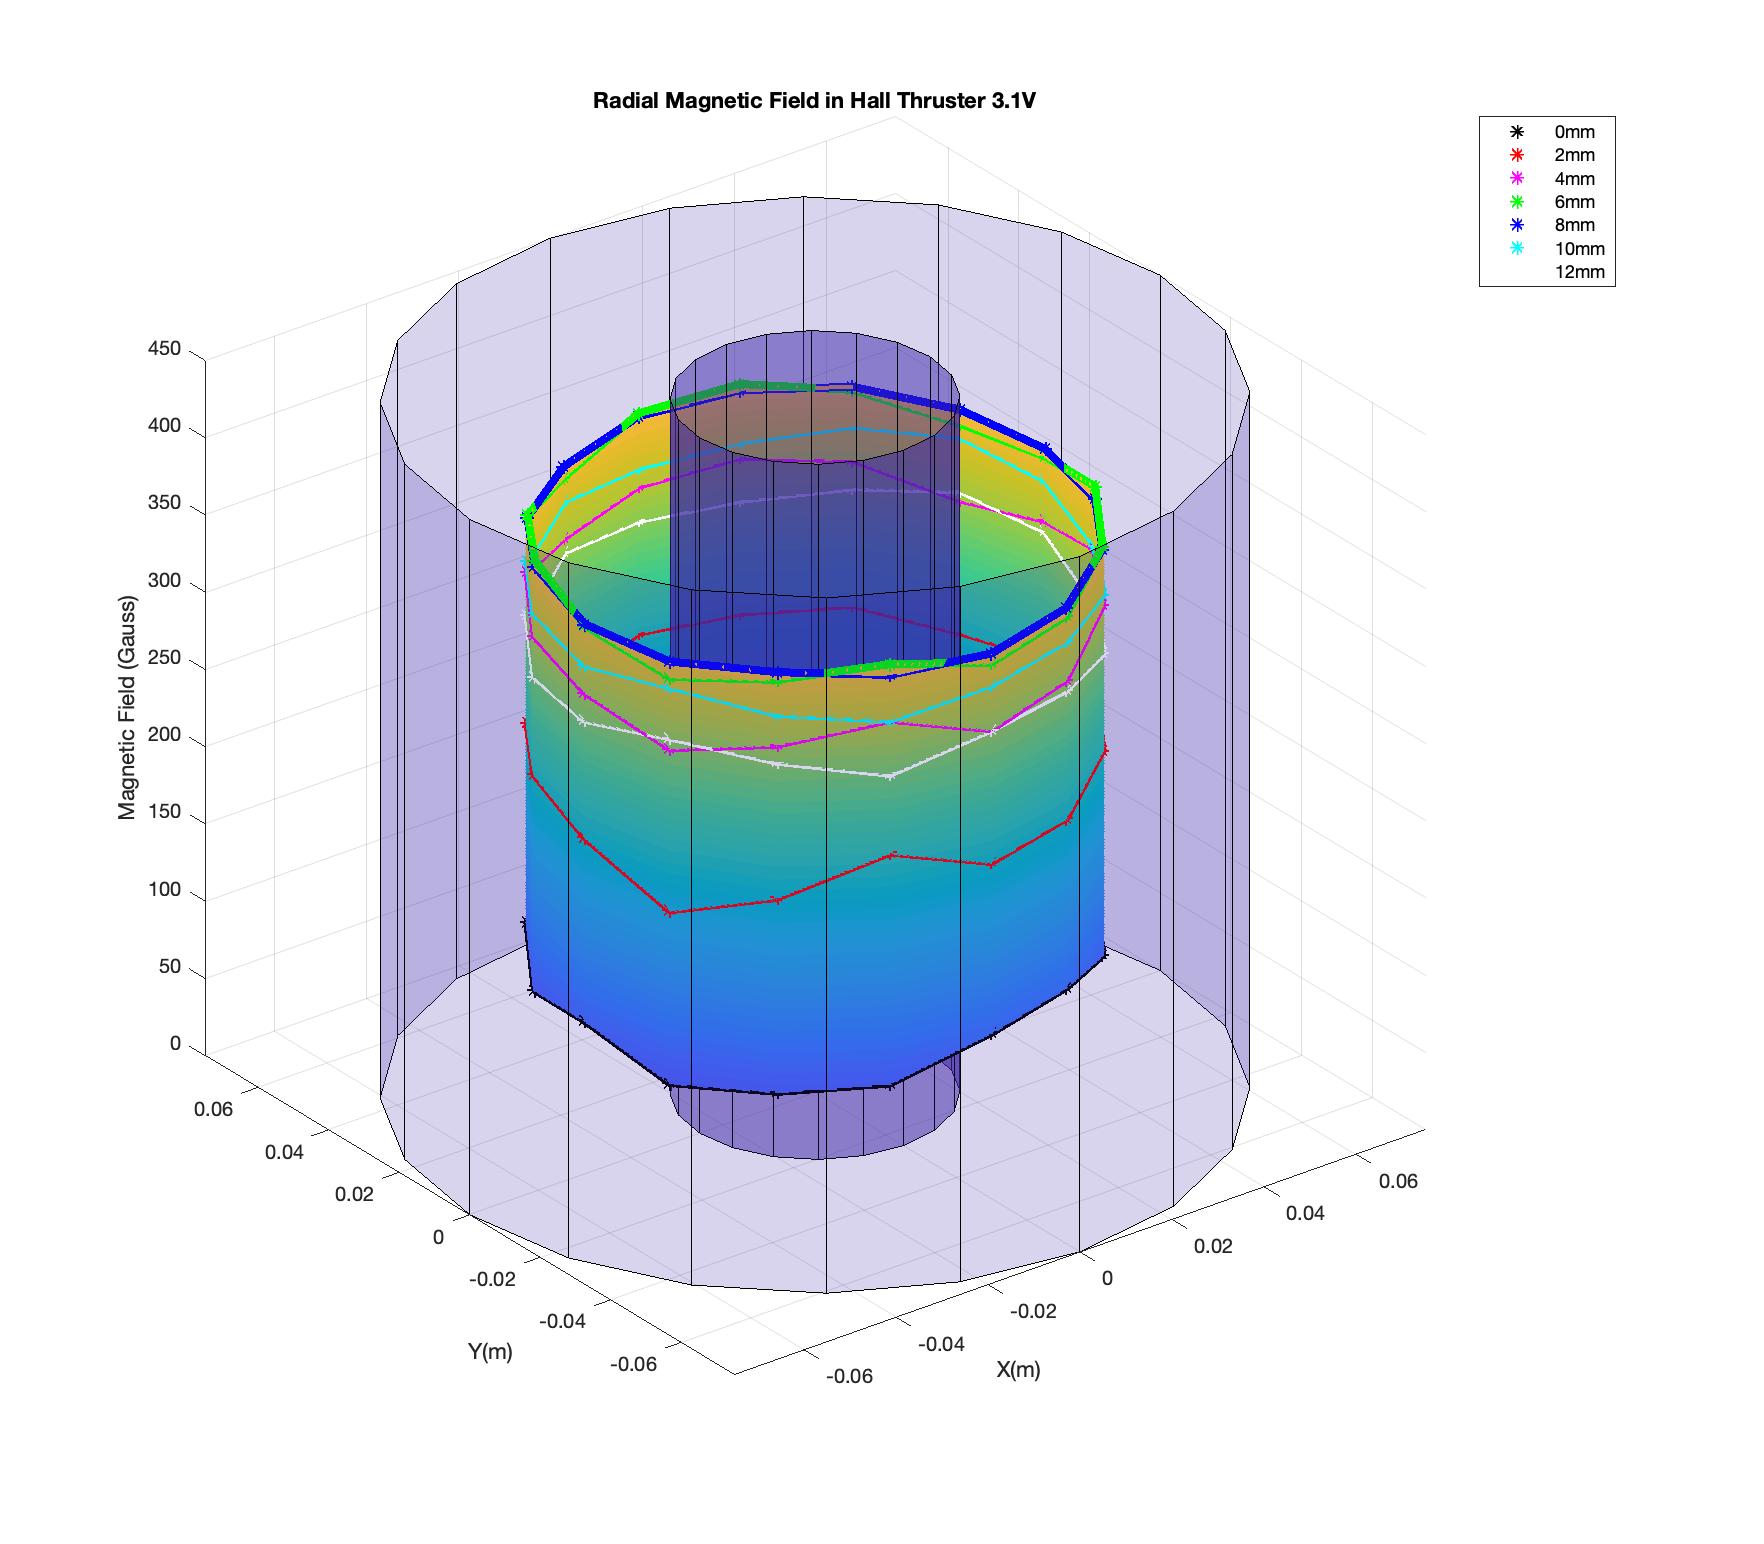 Radial Magnetic Field in Hall Thruster 3.1V
0mm
2mm
4mm
6mm
8mm
10mm
12mm
450
400
350
300
250
200
150
100
50
0
Magnetic Field (Gauss)
0.06
0.04
0.02
0
-0.02
-0.04
-0.06
Y(m)
-0.06
-0.04
-0.02
0
0.02
0.04
0.06
X(m)